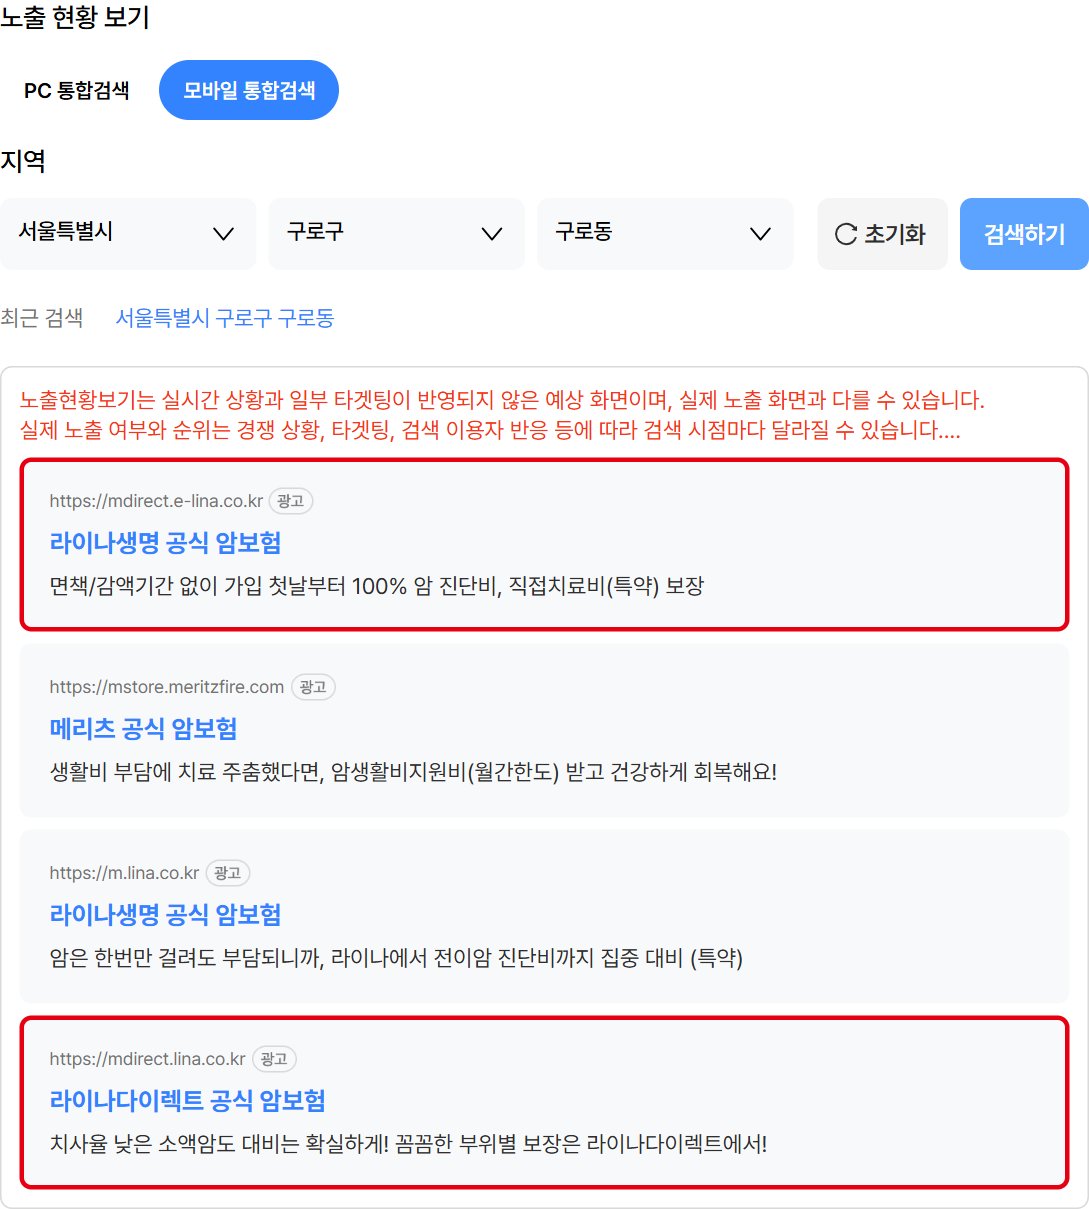 노출 현황 보기
PC 통합검색 모바일 통합검색
지역
서울특별시 구로구 구로동 초기화 검색하기
최근 검색 서울특별시 구로구 구로동
노출현황보기는 실시간 상황과 일부 타겟팅이 반영되지 않은 예상 화면이며, 실제 노출 화면과 다를 수 있습니다.
실제 노출 여부와 순위는 경쟁 상황, 타겟팅, 검색 이용자 반응 등에 따라 검색 시점마다 달라질 수 있습니다....
https://mdirect.e-lina.co.kr 광고
라이나생명 공식 암보험
면책/감액기간 없이 가입 첫날부터 100% 암 진단비, 직접치료비(특약) 보장
https://mstore.meritzfire.com 광고
메리츠 공식 암보험
생활비 부담에 치료 주춤했다면, 암생활비지원비(월간한도) 받고 건강하게 회복해요!
https://m.lina.co.kr 광고
라이나생명 공식 암보험
암은 한번만 걸려도 부담되니까, 라이나에서 전이암 진단비까지 집중 대비 (특약)
https://mdirect.lina.co.kr 광고
라이나다이렉트 공식 암보험
치사율 낮은 소액암도 대비는 확실하게! 꼼꼼한 부위별 보장은 라이나다이렉트에서!